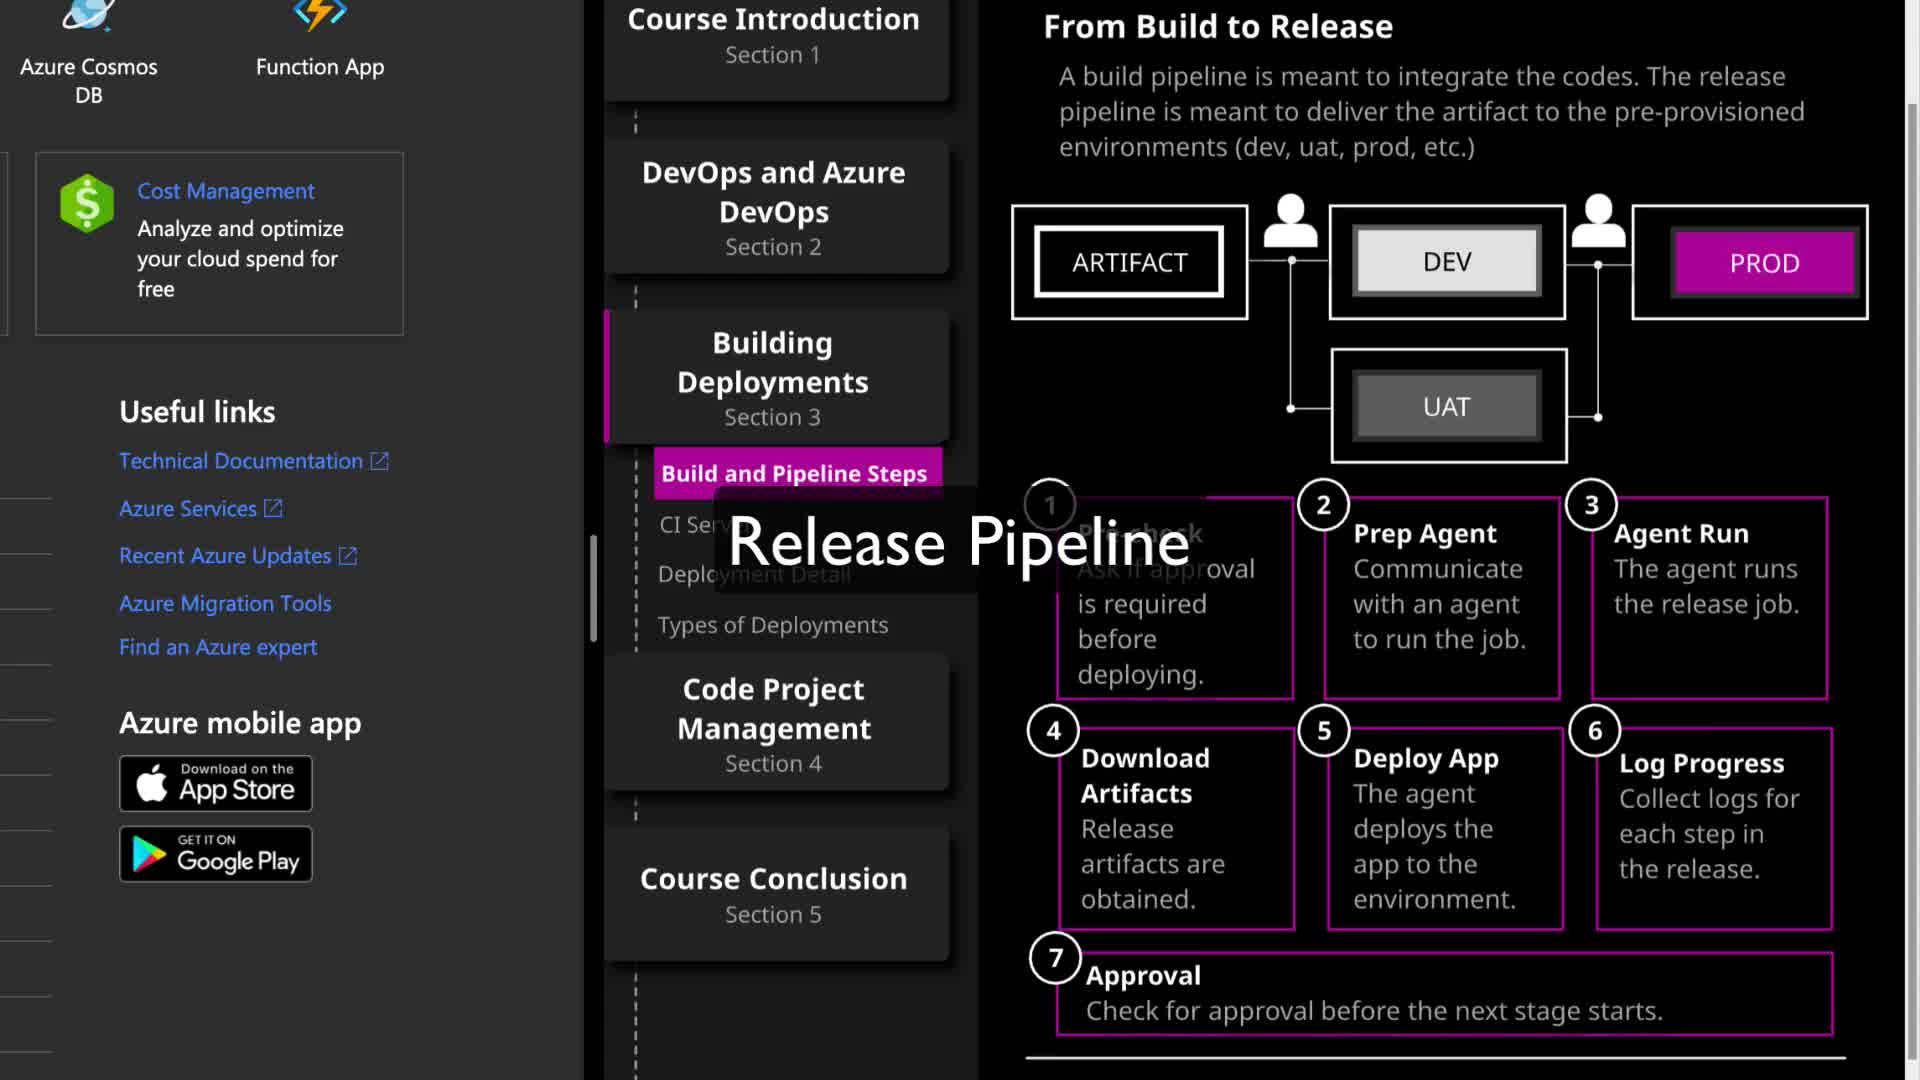 Azure Cosmos
DB
Function App
Cost Management
Analyze and optimize
your cloud spend for
free
Useful links
Technical Documentation
Azure Services
Recent Azure Updates
Azure Migration Tools
Find an Azure expert
Azure mobile app
Download on the
App Store
GET IT ON
Google Play
Course Introduction
Section 1
DevOps and Azure
DevOps
Section 2
Building
Deployments
Section 3
Build and Pipeline Steps
CI Ser
Deployment Detail
Types of Deployments
Code Project
Management
Section 4
Course Conclusion
Section 5
Release Pipeline
From Build to Release
A build pipeline is meant to integrate the codes. The release
pipeline is meant to deliver the artifact to the pre-provisioned
environments (dev, uat, prod, etc.)
ARTIFACT
DEV
PROD
UAT
1
Pre-check
Ask if approval
is required
before
deploying.
2
Prep Agent
Communicate
with an agent
to run the job.
3
Agent Run
The agent runs
the release job.
4
Download
Artifacts
Release
artifacts are
obtained.
5
Deploy App
The agent
deploys the
app to the
environment.
6
Log Progress
Collect logs for
each step in
the release.
7
Approval
Check for approval before the next stage starts.